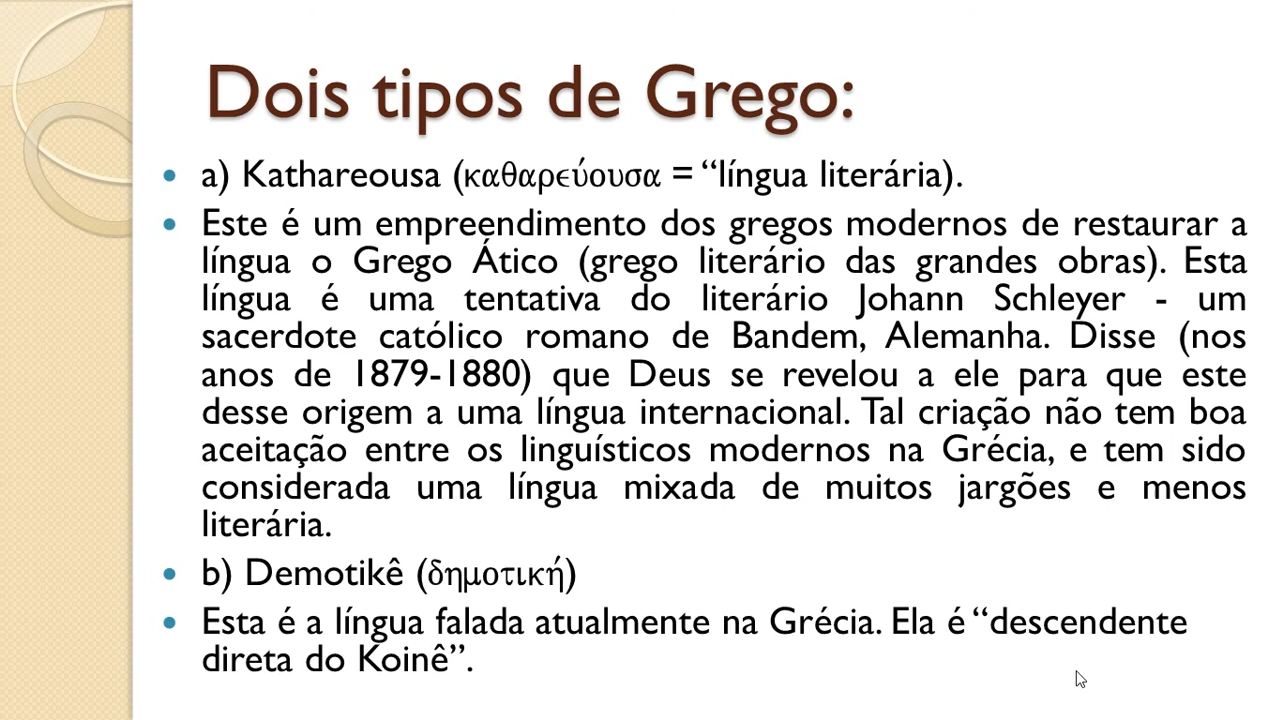 Dois tipos de Grego:
a) Kathareousa (καθαρεύουσα = “língua literária).
Este é um empreendimento dos gregos modernos de restaurar a
língua o Grego Ático (grego literário das grandes obras). Esta
língua é uma tentativa do literário Johann Schleyer - um
sacerdote católico romano de Bandem, Alemanha. Disse (nos
anos de 1879-1880) que Deus se revelou a ele para que este
desse origem a uma língua internacional. Tal criação não tem boa
aceitação entre os linguísticos modernos na Grécia, e tem sido
considerada uma língua mixada de muitos jargões e menos
literária.
b) Demotikê (δημοτική)
Esta é a língua falada atualmente na Grécia. Ela é “descendente
direta do Koinê”.